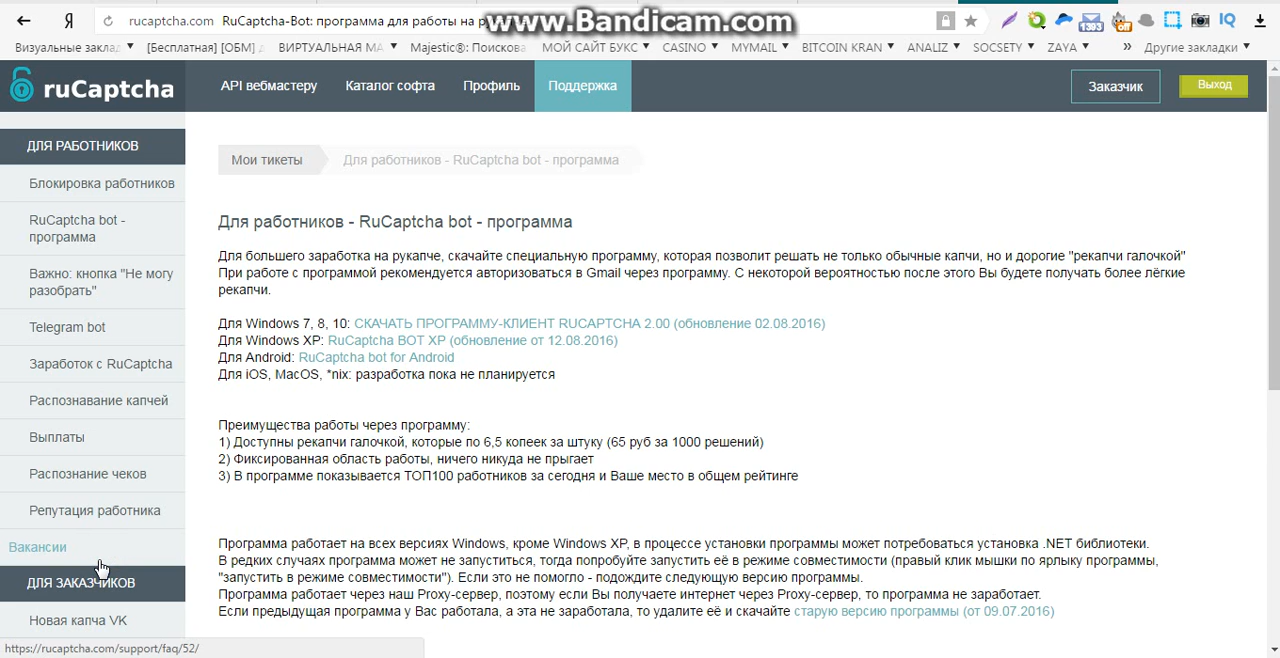 rucaptcha.com RuCaptcha-Bot: программа для работы на
www.Bandicam.com
Визуальные заклад
[Бесплатная] [ОБМ]
ВИРТУАЛЬНАЯ МА
Majestic®: Поискова
МОЙ САЙТ БУКС
CASINO
MYMAIL
BITCOIN KRAN
ANALIZ
SOCSETY
ZAYA
» Другие закладки
ruCaptcha
API вебмастеру
Каталог софта
Профиль
Поддержка
Заказчик
Выход
ДЛЯ РАБОТНИКОВ
Блокировка работников
RuCaptcha bot -
программа
Важно: кнопка "Не могу
разобрать"
Telegram bot
Заработок с RuCaptcha
Распознавание капчей
Выплаты
Распознание чеков
Репутация работника
Вакансии
ДЛЯ ЗАКАЗЧИКОВ
Новая капча VK
https://rucaptcha.com/support/faq/52/
Мои тикеты
Для работников - RuCaptcha bot - программа
Для работников - RuCaptcha bot - программа
Для большего заработка на рукапче, скачайте специальную программу, которая позволит решать не только обычные капчи, но и дорогие "рекапчи галочкой"
При работе с программой рекомендуется авторизоваться в Gmail через программу. С некоторой вероятностью после этого Вы будете получать более лёгкие
рекапчи.
Для Windows 7, 8, 10: СКАЧАТЬ ПРОГРАММУ-КЛИЕНТ RUCAPTCHA 2.00 (обновление 02.08.2016)
Для Windows XP: RuCaptcha BOT XP (обновление от 12.08.2016)
Для Android: RuCaptcha bot for Android
Для iOS, MacOS, *nix: разработка пока не планируется
Преимущества работы через программу:
1) Доступны рекапчи галочкой, которые по 6,5 копеек за штуку (65 руб за 1000 решений)
2) Фиксированная область работы, ничего никуда не прыгает
3) В программе показывается ТОП100 работников за сегодня и Ваше место в общем рейтинге
Программа работает на всех версиях Windows, кроме Windows XP, в процессе установки программы может потребоваться установка .NET библиотеки.
В редких случаях программа может не запуститься, тогда попробуйте запустить её в режиме совместимости (правый клик мышки по ярлыку программы,
"запустить в режиме совместимости"). Если это не помогло - подождите следующую версию программы.
Программа работает через наш Proxy-сервер, поэтому если Вы получаете интернет через Proxy-сервер, то программа не заработает.
Если предыдущая программа у Вас работала, а эта не заработала, то удалите её и скачайте старую версию программы (от 09.07.2016)